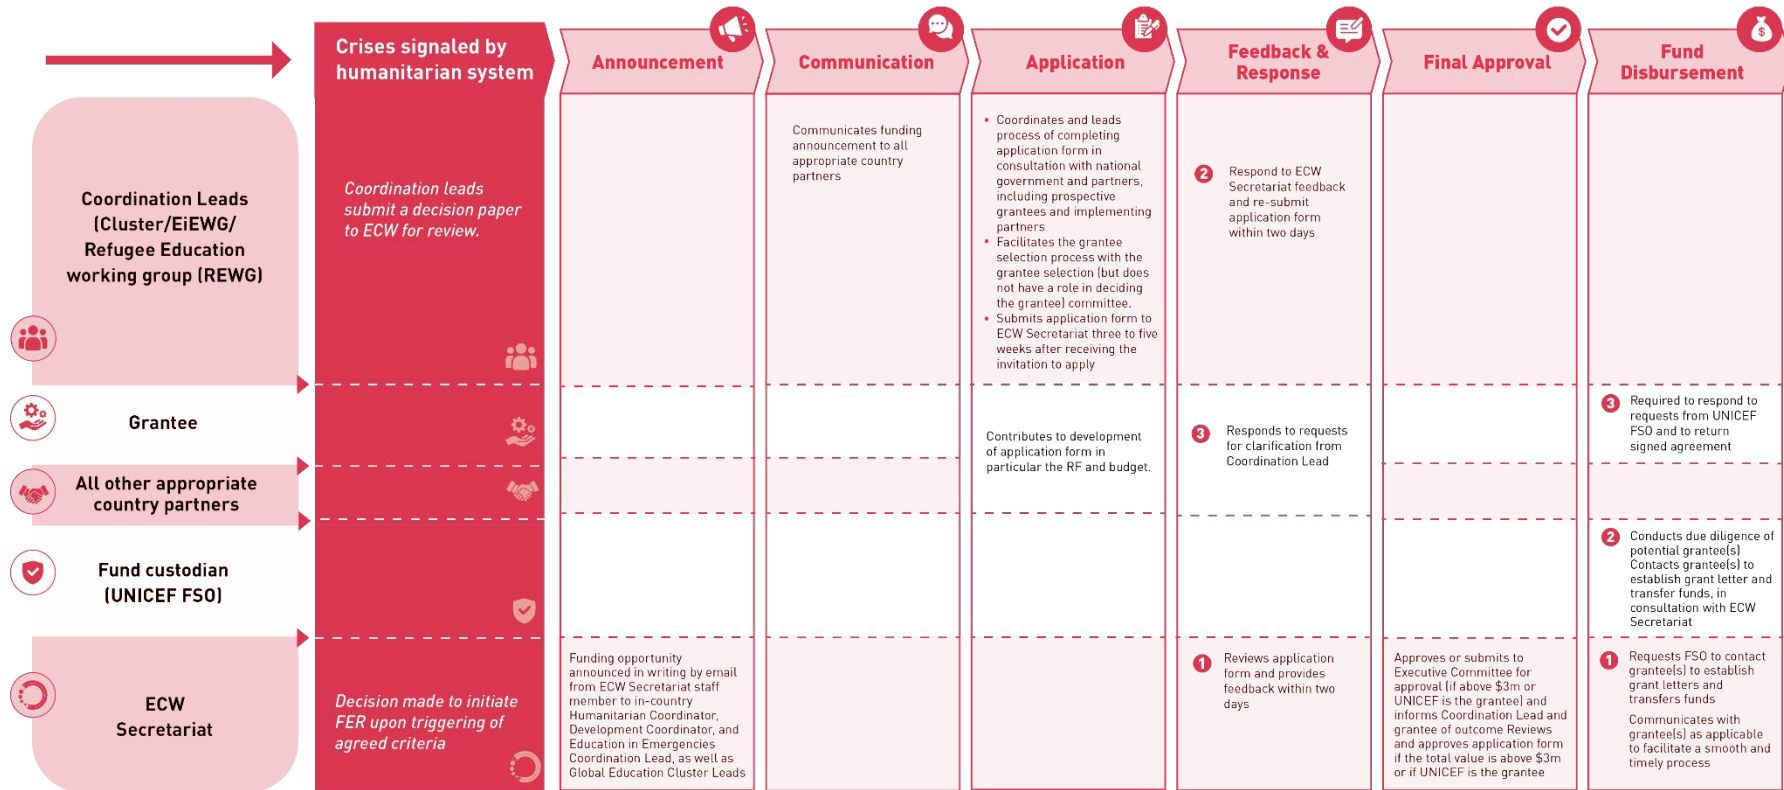 Crises signaled by
humanitarian system
Announcement
Communication
Application
Feedback &
Response
Final Approval
Fund
Disbursement
$
Coordination Leads
(Cluster/EiEWG/
Refugee Education
working group (REWG)
Coordination leads
submit a decision paper
to ECW for review.
Communicates funding
announcement to all
appropriate country
partners
• Coordinates and leads
process of completing
application form in
consultation with national
government and partners,
including prospective
grantees and implementing
partners
• Facilitates the grantee
selection process with the
grantee selection (but does
not have a role in deciding
the grantee) committee.
• Submits application form to
ECW Secretariat three to five
weeks after receiving the
invitation to apply
2 Respond to ECW
Secretariat feedback
and re-submit
application form
within two days
Grantee
Contributes to development
of application form in
particular the RF and budget.
3 Responds to requests
for clarification from
Coordination Lead
3 Required to respond to
requests from UNICEF
FSO and to return
signed agreement
All other appropriate
country partners
Fund custodian
(UNICEF FSO)
2 Conducts due diligence of
potential grantee(s)
Contacts grantee(s) to
establish grant letter and
transfer funds, in
consultation with ECW
Secretariat
ECW
Secretariat
Decision made to initiate
FER upon triggering of
agreed criteria
Funding opportunity
announced in writing by email
from ECW Secretariat staff
member to in-country
Humanitarian Coordinator,
Development Coordinator, and
Education in Emergencies
Coordination Lead, as well as
Global Education Cluster Leads
1 Reviews application
form and provides
feedback within two
days
Approves or submits to
Executive Committee for
approval (if above $3m or
UNICEF is the grantee) and
informs Coordination Lead and
grantee of outcome Reviews
and approves application form
if the total value is above $3m
or if UNICEF is the grantee
1 Requests FSO to contact
grantee(s) to establish
grant letters and
transfers funds
Communicates with
grantee(s) as applicable
to facilitate a smooth and
timely process